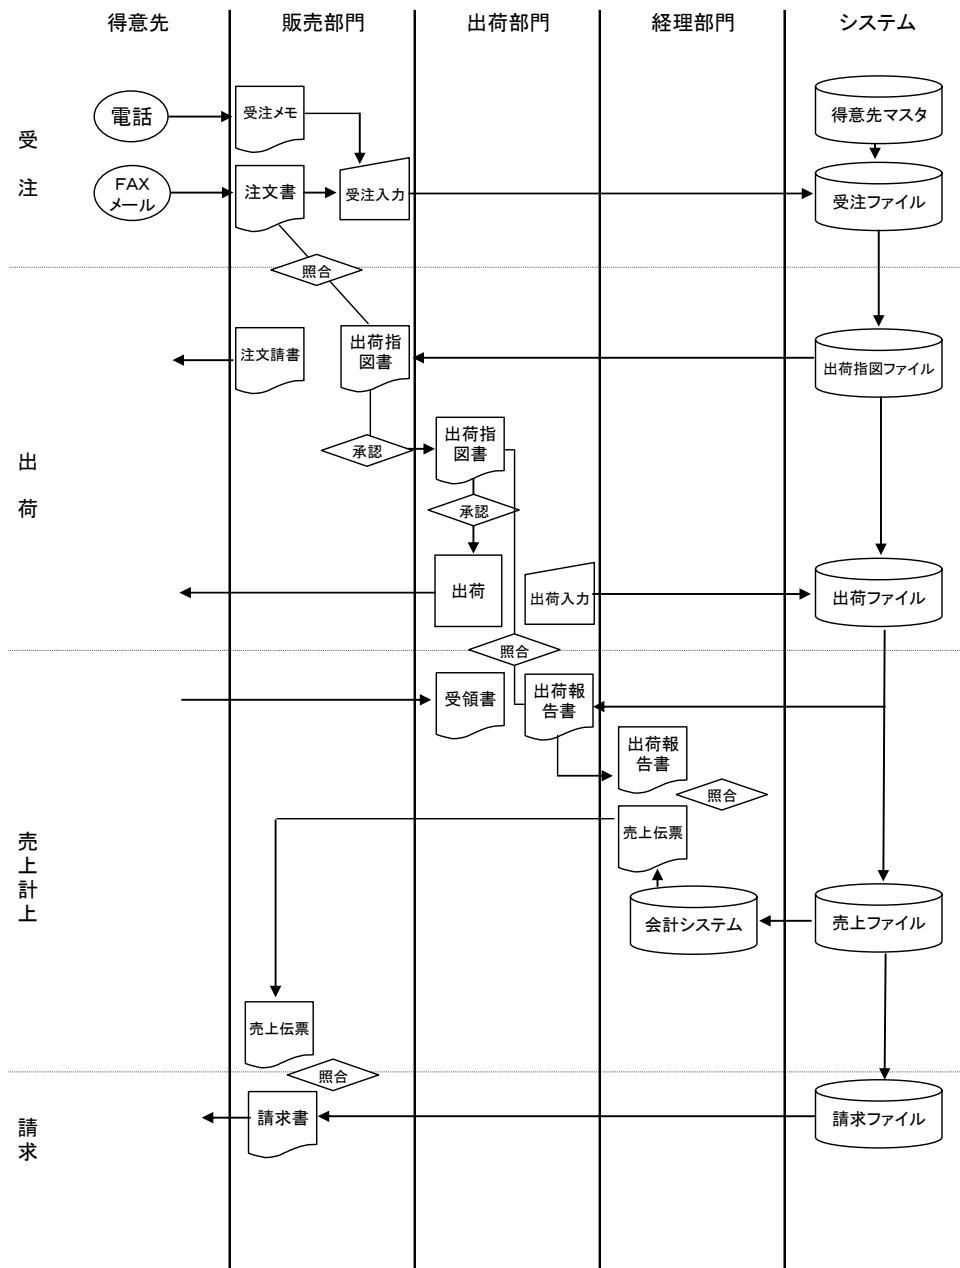 得意先
販売部門
出荷部門
経理部門
システム
受
注
電話
受注メモ
得意先マスタ
FAX
メール
注文書
受注入力
受注ファイル
照合
出
荷
注文請書
出荷指
図書
出荷指図ファイル
承認
出荷指
図書
承認
出荷
出荷入力
出荷ファイル
照合
売
上
計
上
受領書
出荷報
告書
出荷報
告書
照合
売上伝票
会計システム
売上ファイル
売上伝票
照合
請
求
請求書
請求ファイル